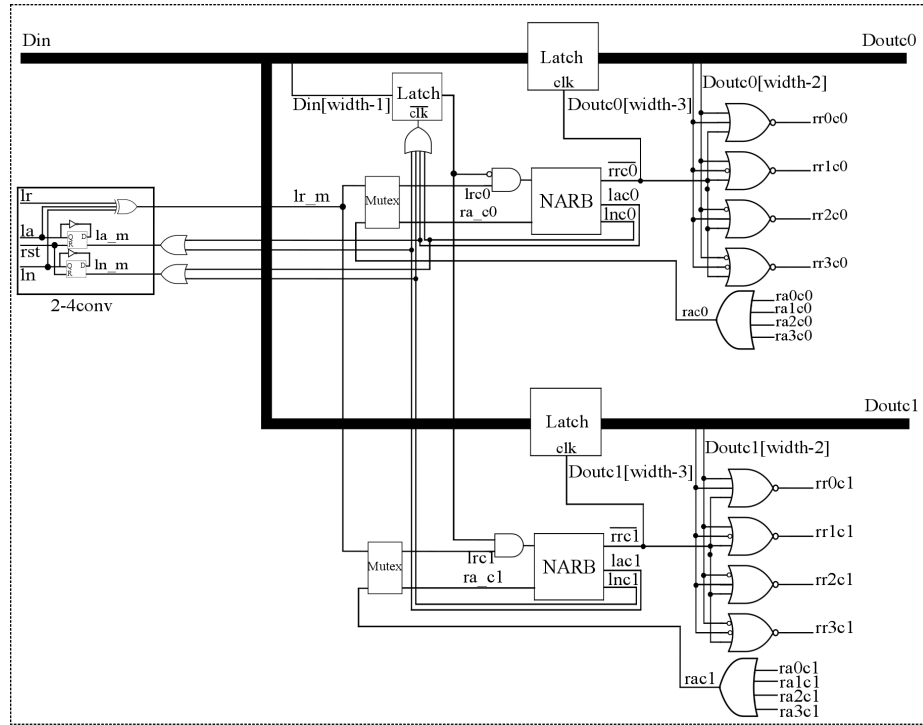 Din
Doutc0
Latch
clk
Doutc0[width-2]
Latch
clk
Din[width-1]
Doutc0[width-3]
rr0c0
rr1c0
rrc0
lr
lr_m
Mutex
lrc0
NARB
lac0
la
la_m
Q
D
R
ra_c0
lnc0
rr2c0
rst
ln
ln_m
Q
D
R
rr3c0
2-4conv
rac0
ra0c0
ra1c0
ra2c0
ra3c0
Doutc1
Latch
clk
Doutc1[width-2]
Doutc1[width-3]
rr0c1
rr1c1
rrc1
Mutex
lrc1
NARB
lac1
ra_c1
lnc1
rr2c1
rr3c1
rac1
ra0c1
ra1c1
ra2c1
ra3c1